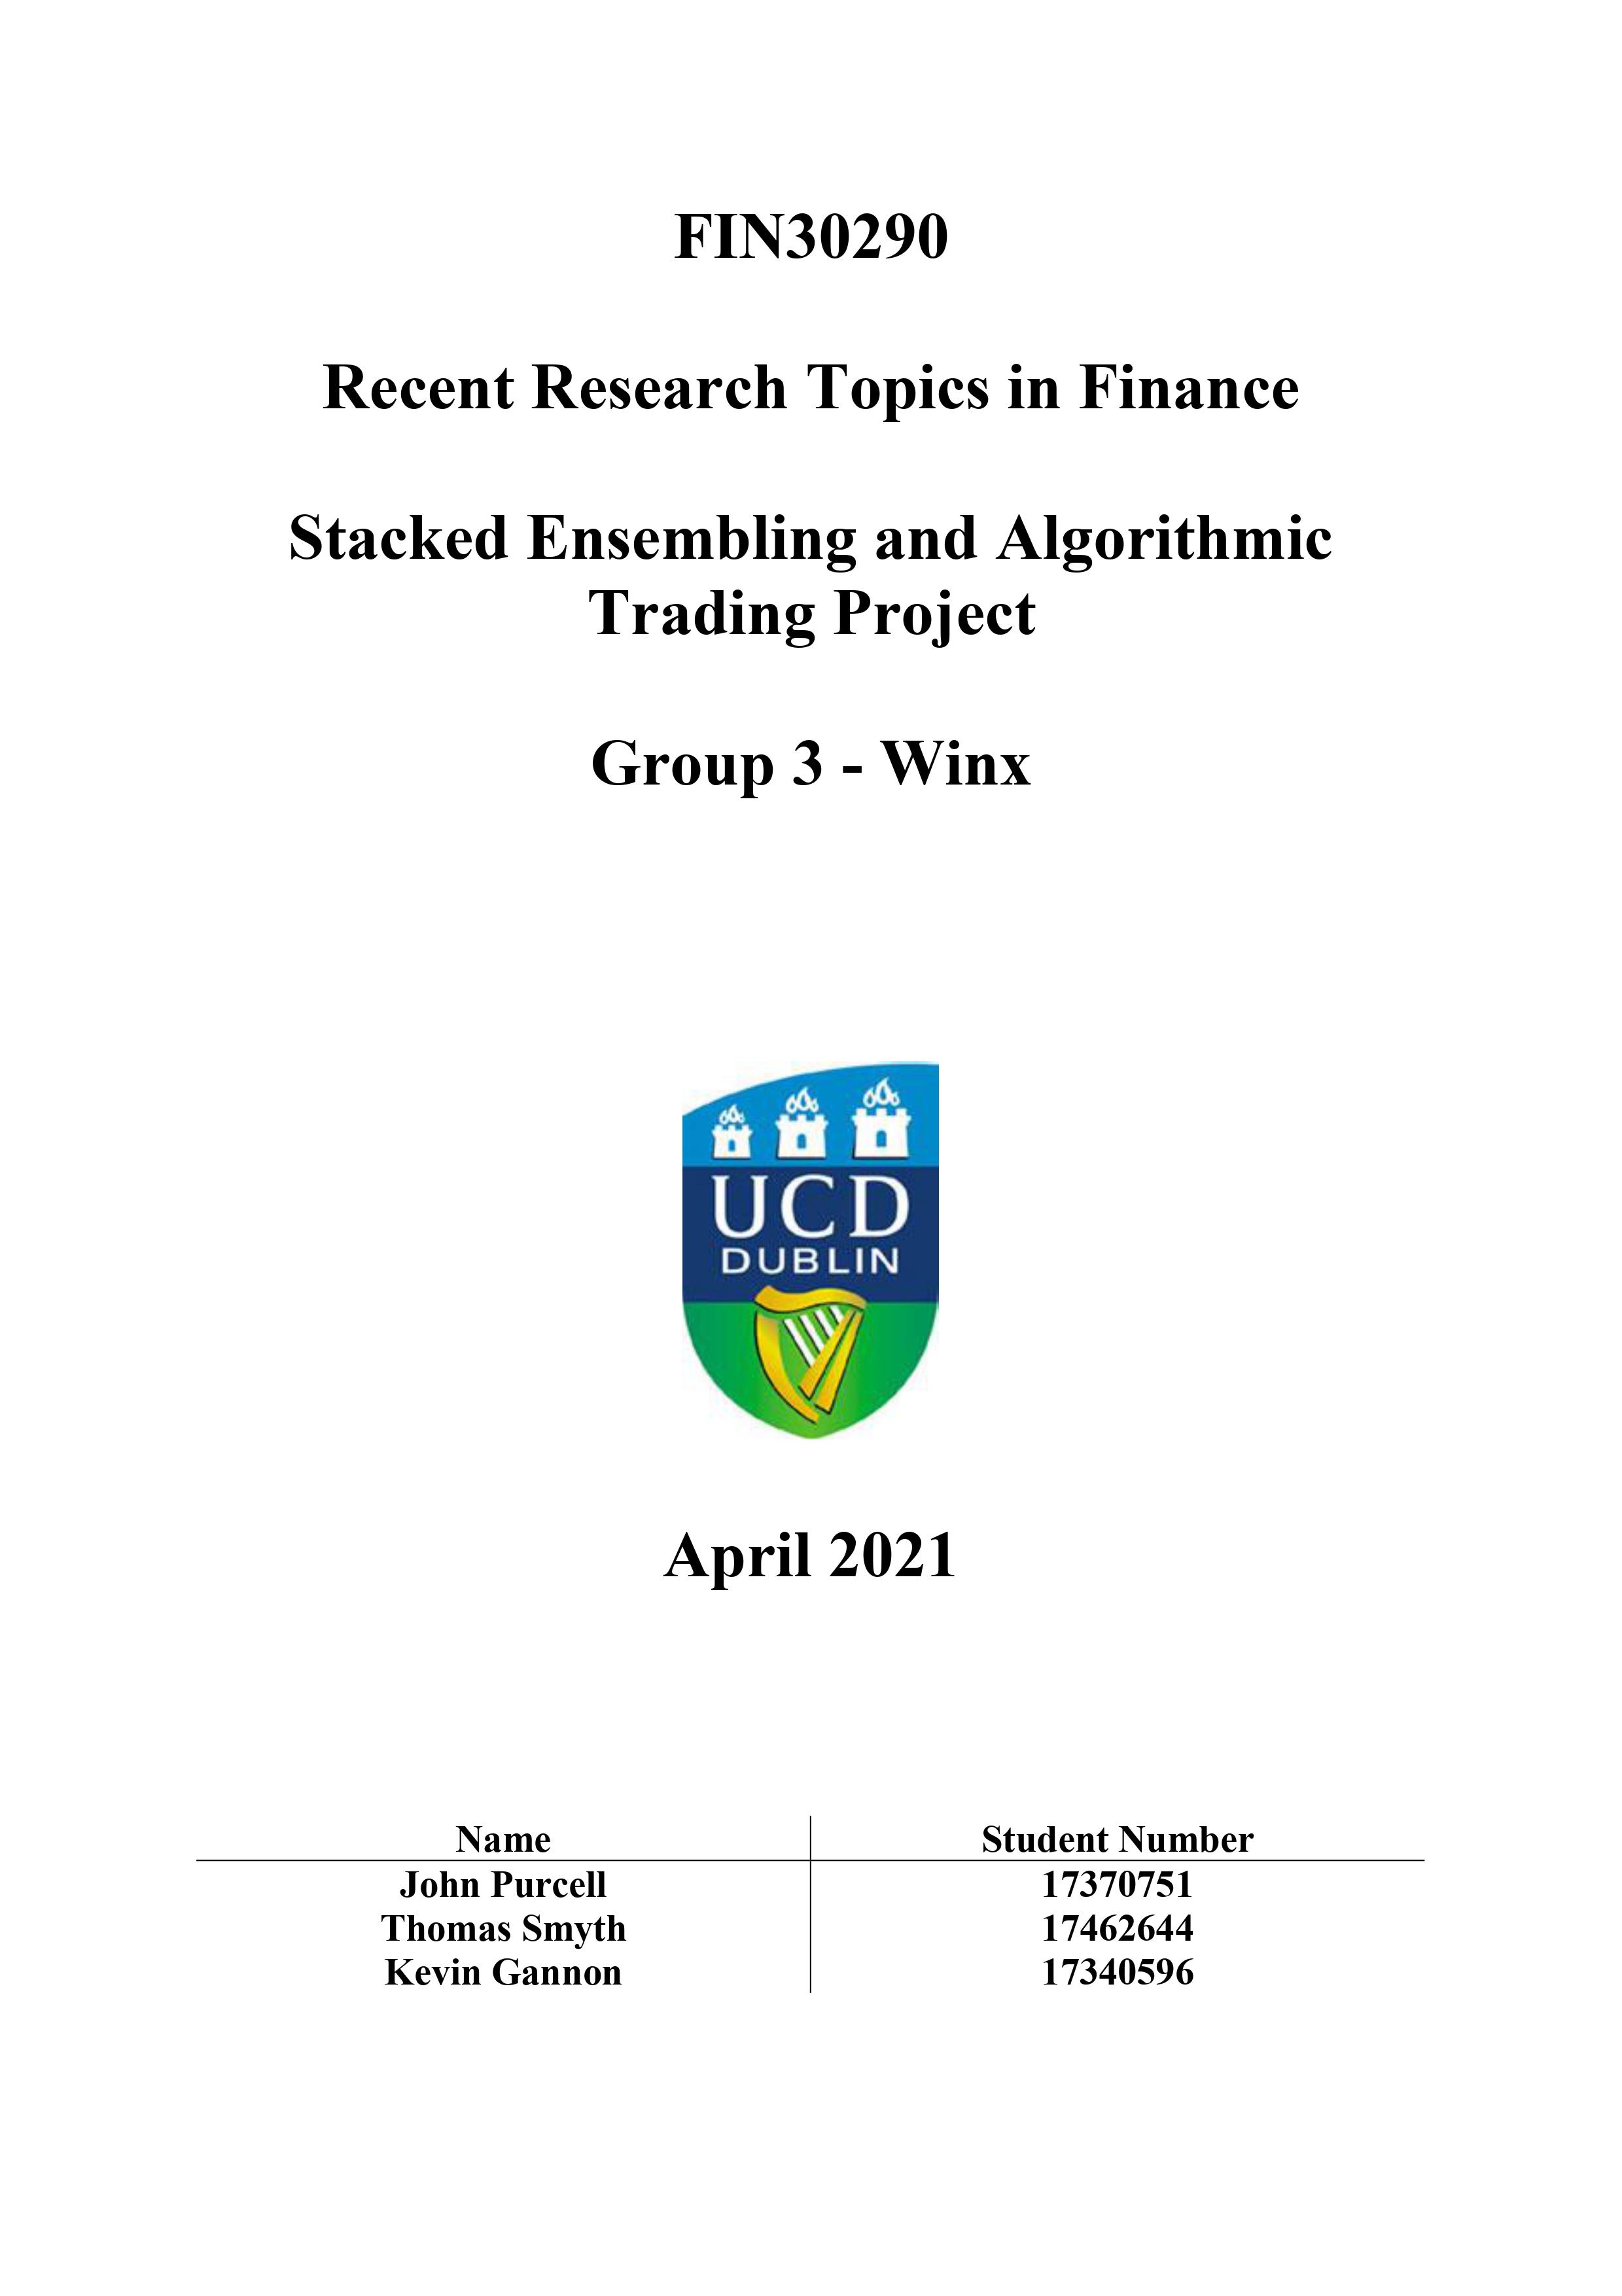 FIN30290
Recent Research Topics in Finance
Stacked Ensembling and Algorithmic
Trading Project
Group 3 - Winx
UCD
DUBLIN
April 2021
Name Student Number
John Purcell 17370751
Thomas Smyth 17462644
Kevin Gannon 17340596